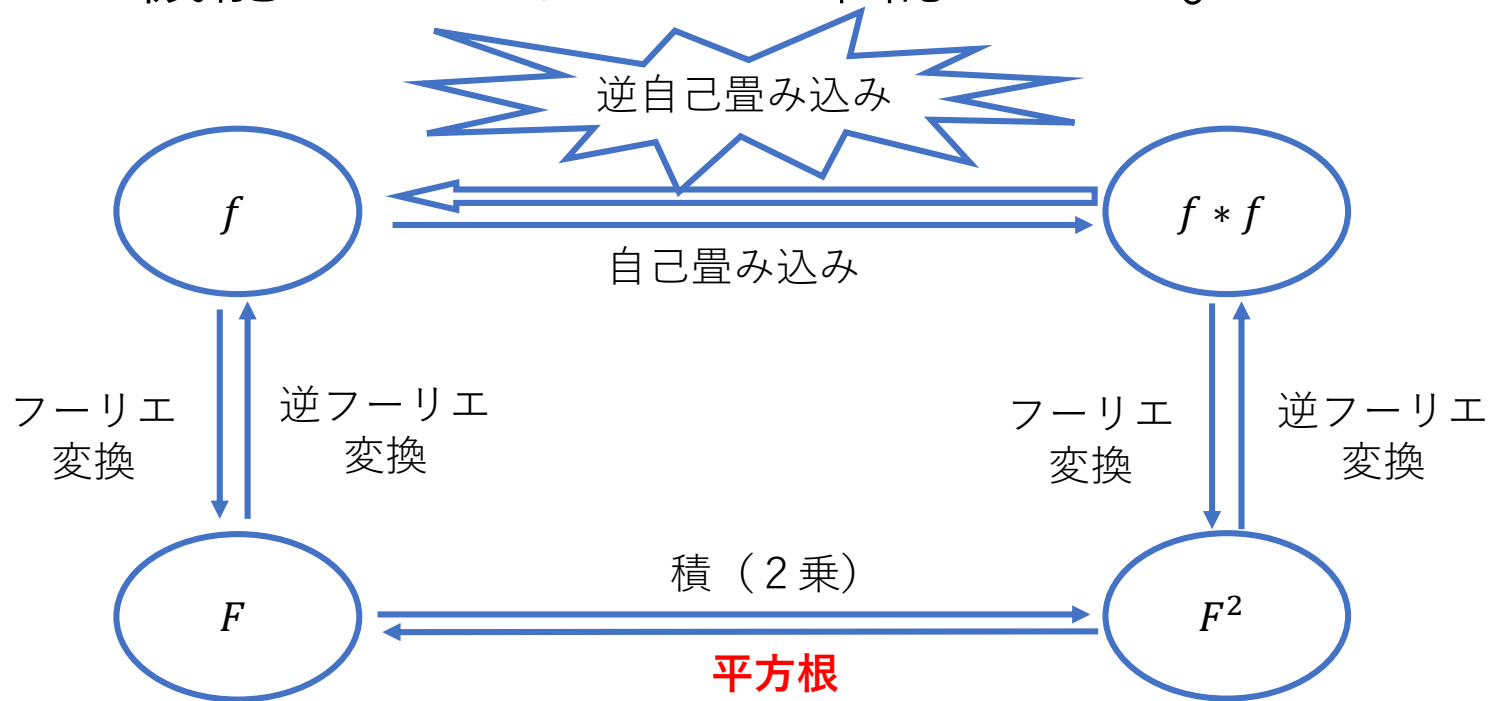 逆自己畳み込み
f
f * f
自己畳み込み
フーリエ
変換
逆フーリエ
変換
フーリエ
変換
逆フーリエ
変換
積（２乗）
F
F²
平方根